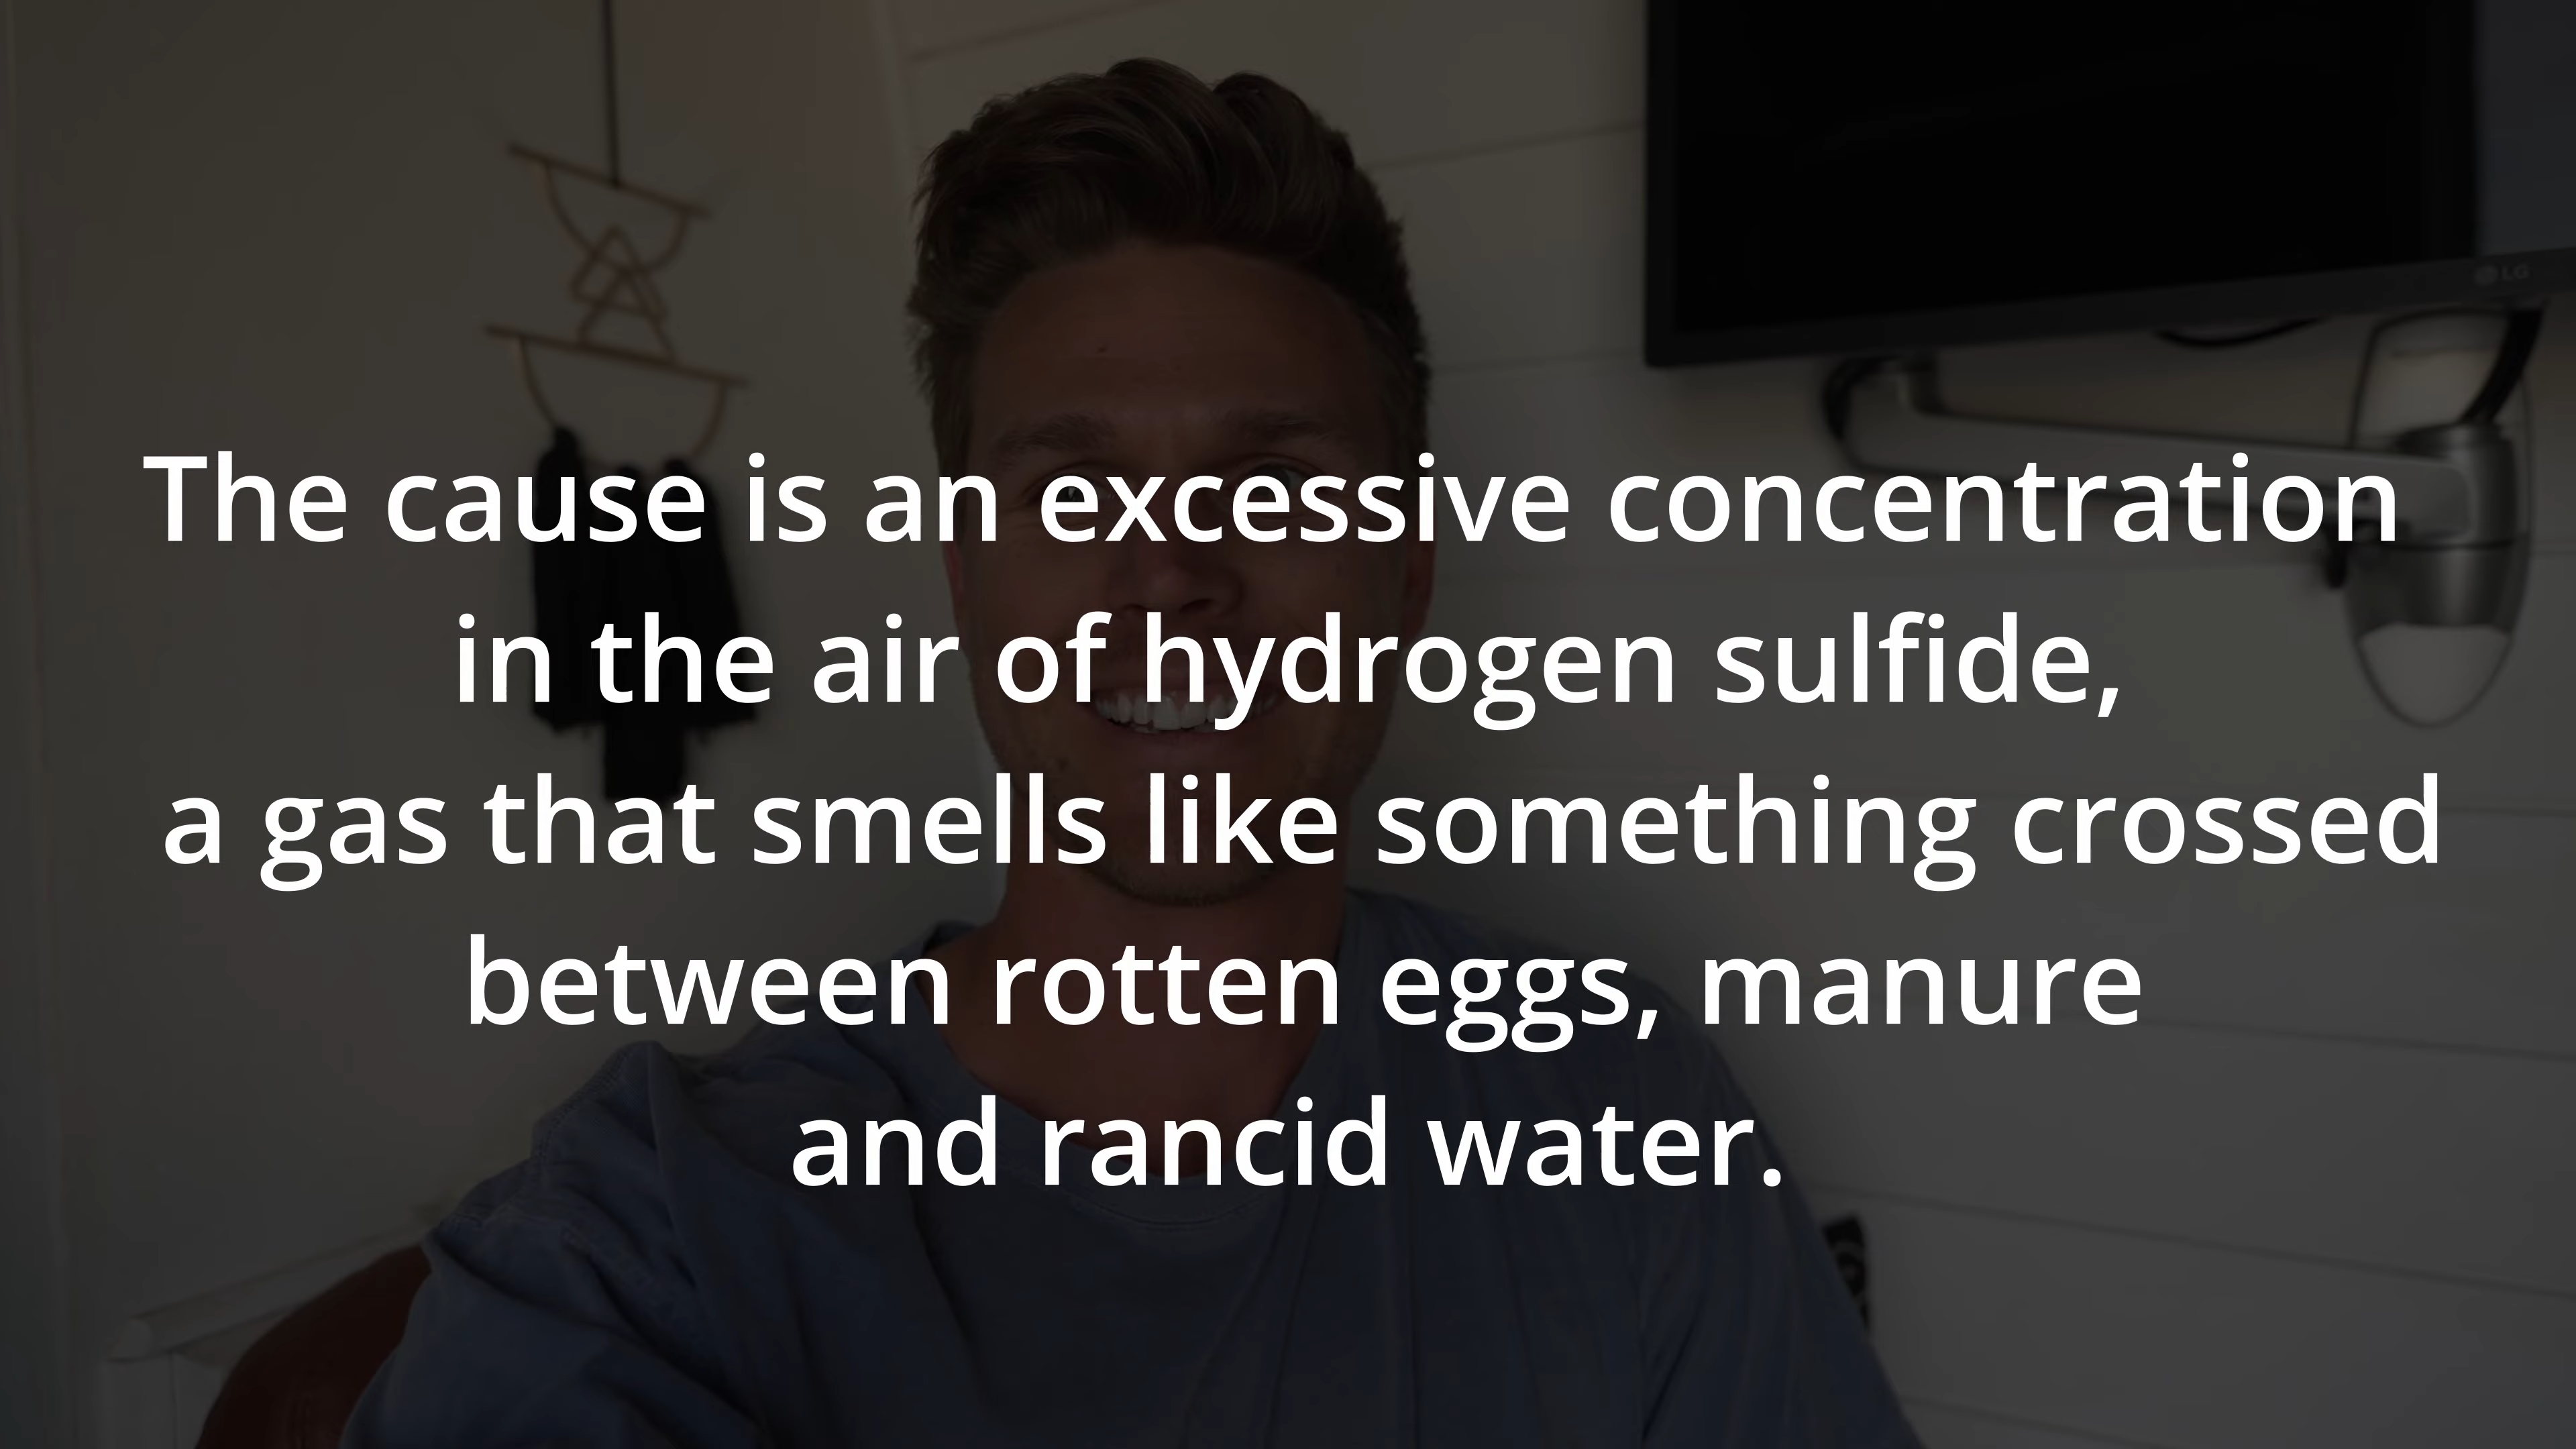 LG
The cause is an excessive concentration
in the air of hydrogen sulfide,
a gas that smells like something crossed
between rotten eggs, manure
and rancid water.